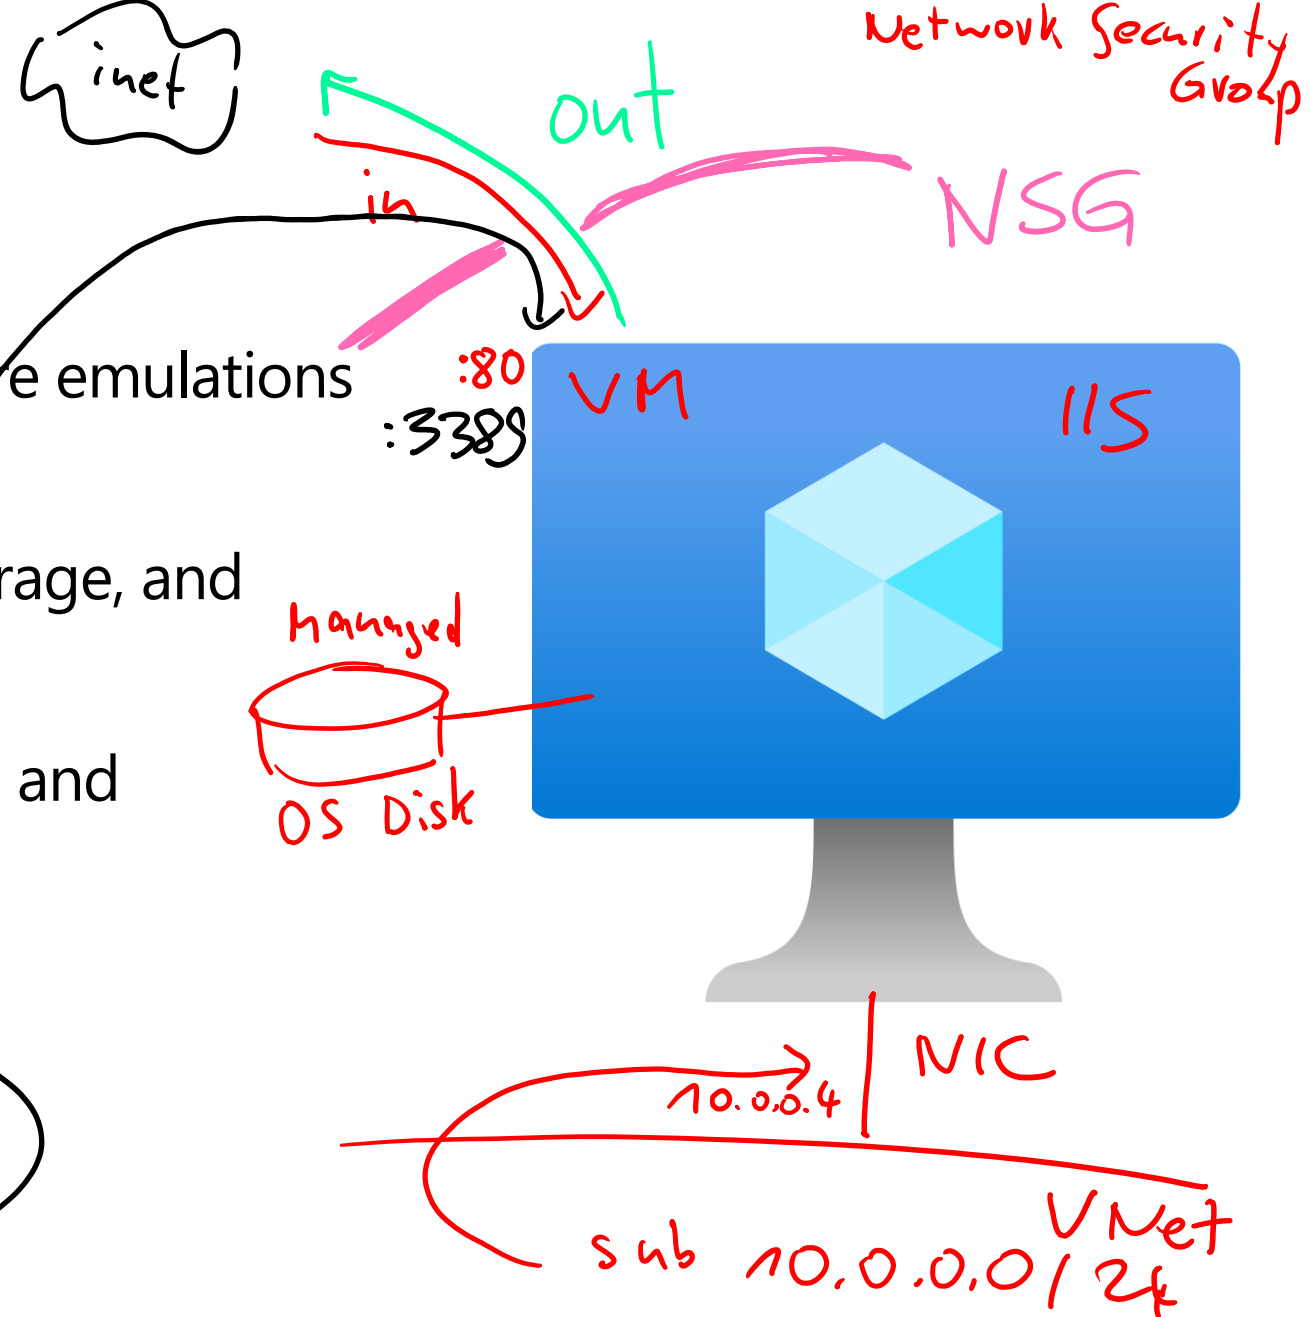 Network Security
Group
inet
out
in
NSG
e emulations
:80
VM
IIS
:3389
rage, and
Managed
and
OS Disk
NIC
10.0.0.4
VNet
sub 10.0.0.0/24